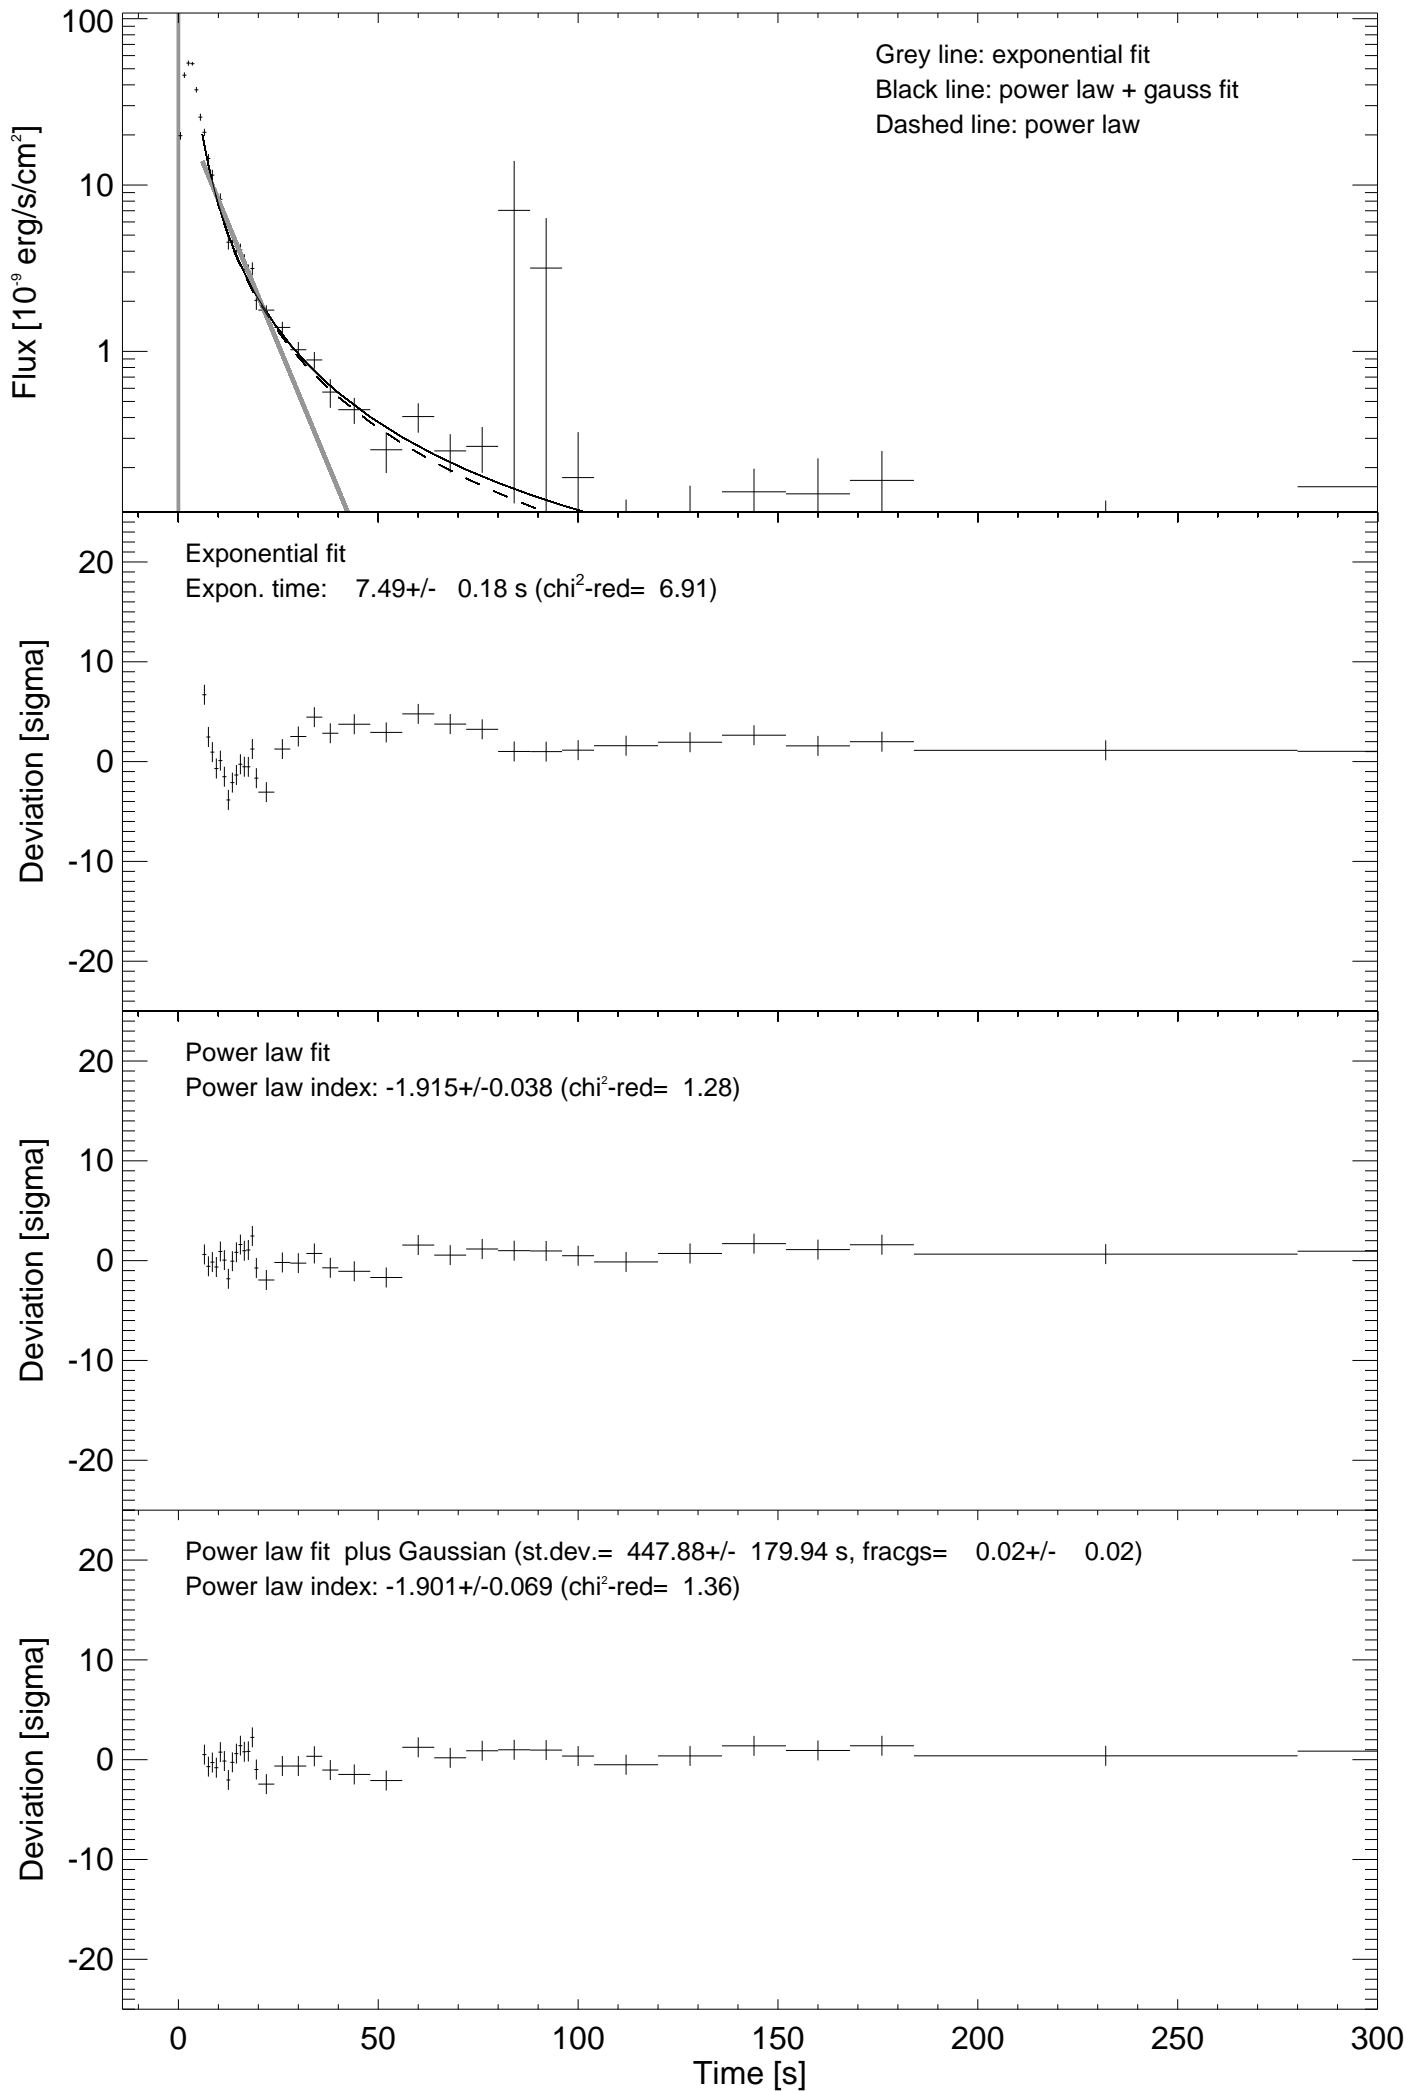 100
Grey line: exponential fit
Black line: power law + gauss fit
Dashed line: power law
10
1
Flux [10⁻⁹ erg/s/cm²]
Exponential fit
Expon. time: 7.49+/- 0.18 s (chi²-red= 6.91)
20
10
0
-10
-20
Deviation [sigma]
Power law fit
Power law index: -1.915+/-0.038 (chi²-red= 1.28)
20
10
0
-10
-20
Deviation [sigma]
Power law fit plus Gaussian (st.dev.= 447.88+/- 179.94 s, fracgs= 0.02+/- 0.02)
Power law index: -1.901+/-0.069 (chi²-red= 1.36)
20
10
0
-10
-20
Deviation [sigma]
0 50 100 150 200 250 300
Time [s]